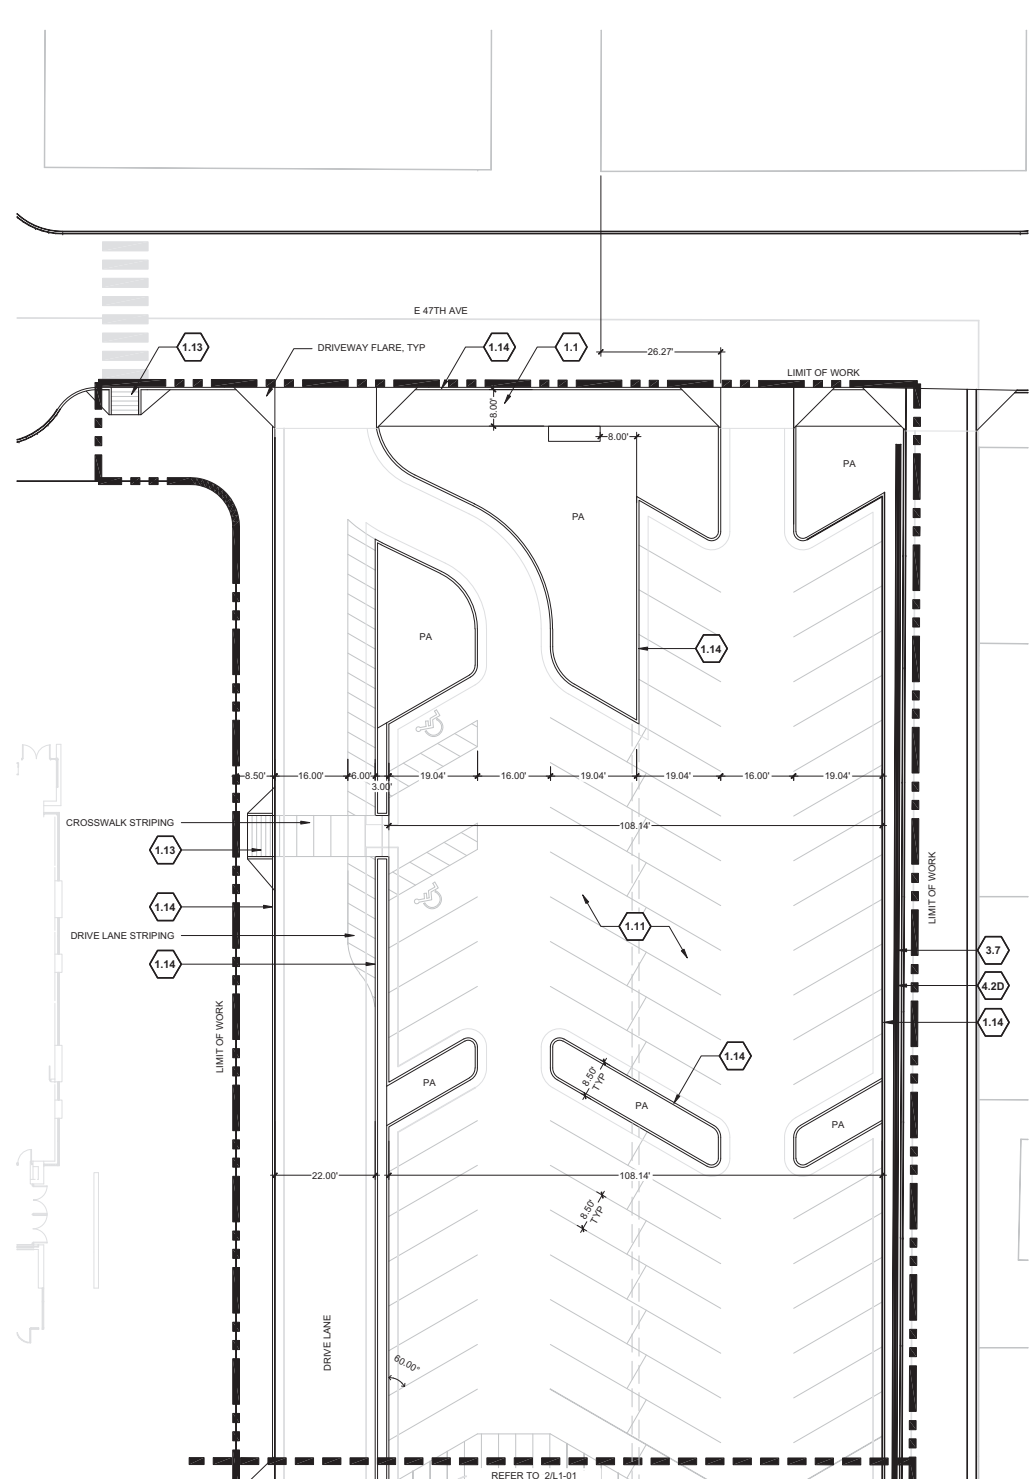 E 47TH AVE
1.13
DRIVEWAY FLARE, TYP
1.14
1.1
26.27'
LIMIT OF WORK
8.00'
8.00'
PA
PA
PA
1.14
8.50'
16.00'
6.00'
3.00'
19.04'
16.00'
19.04'
19.04'
16.00'
19.04'
CROSSWALK STRIPING
108.14'
1.13
LIMIT OF WORK
1.14
1.11
DRIVE LANE STRIPING
1.14
3.7
4.2D
1.14
LIMIT OF WORK
1.14
PA
8.50'
TYP
PA
PA
22.00'
108.14'
8.50'
TYP
DRIVE LANE
60.00°
REFER TO 2/L1-01